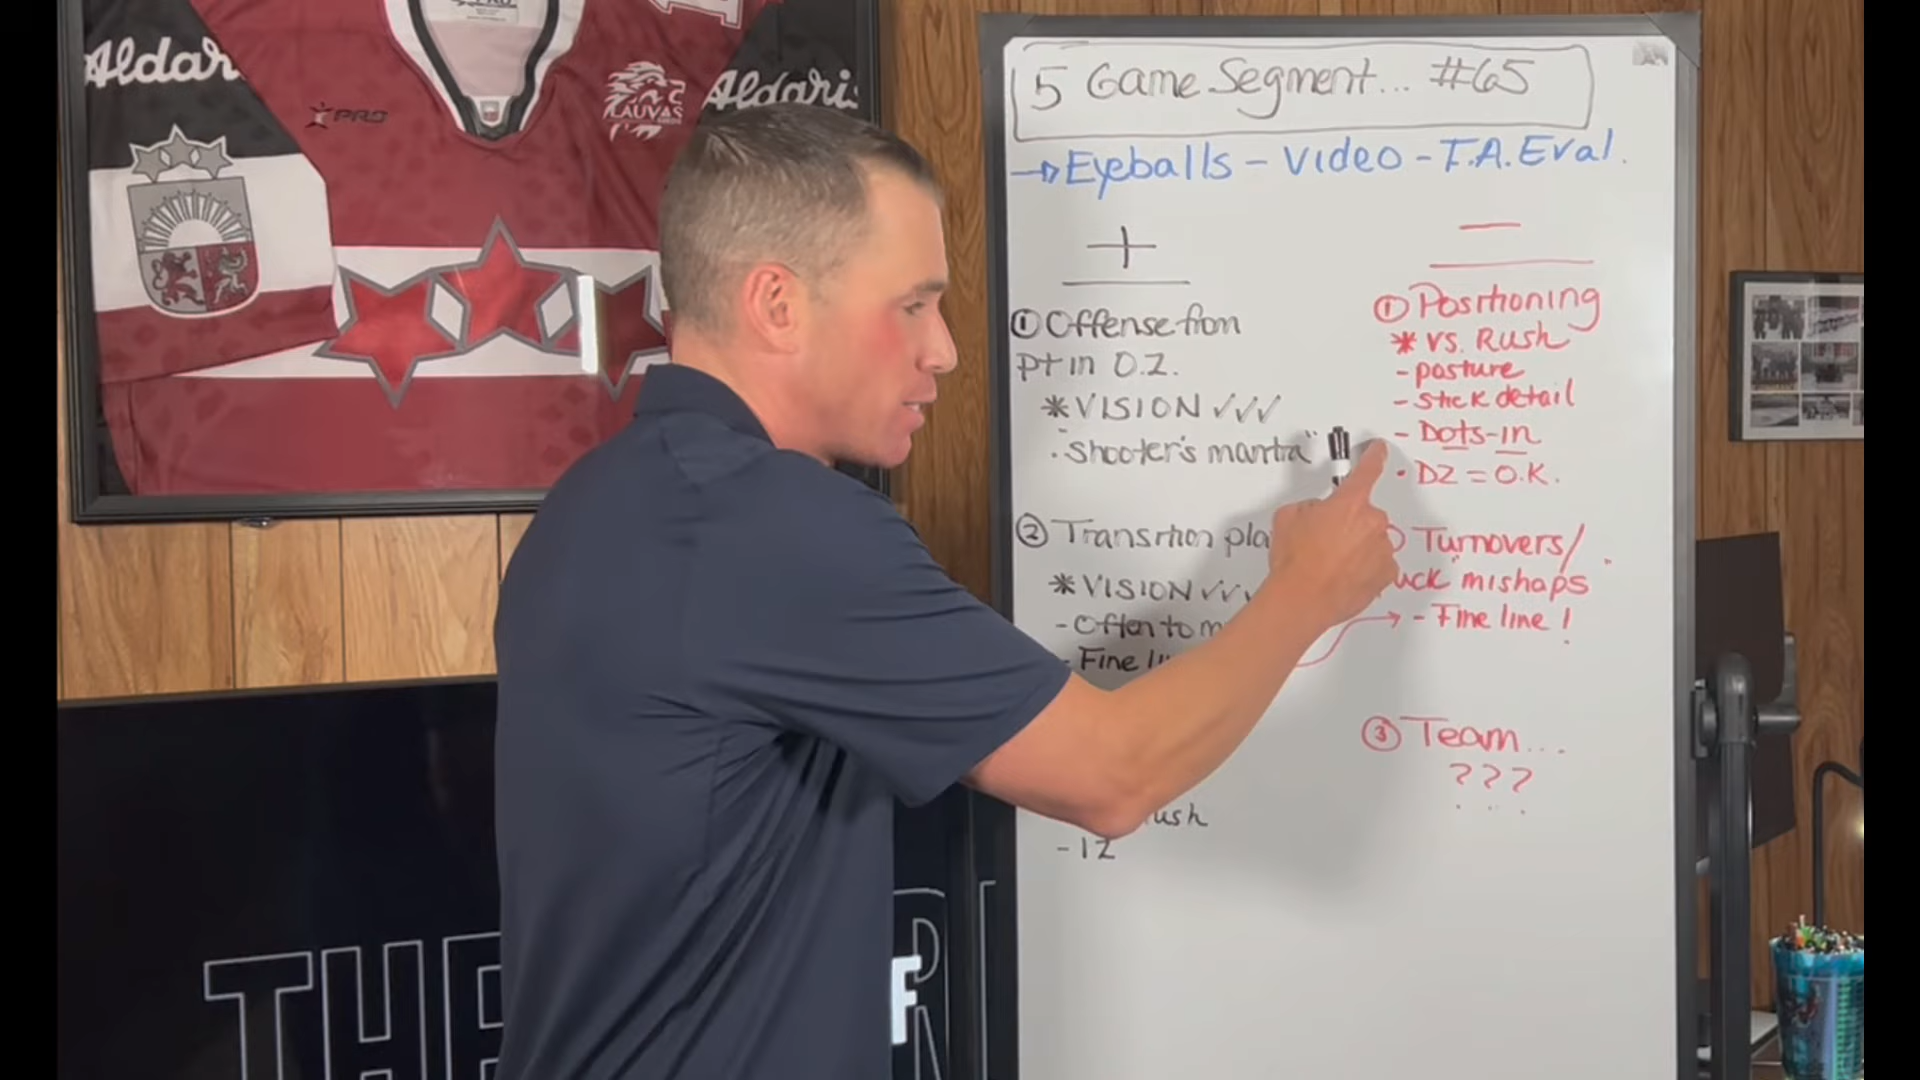 Aldaris
PRO
LAUVAS
Aldaris
5 Game Segment... #65
→ Eyeballs - Video - T.A. Eval.
+
① Offense from
pt in O.Z.
* VISION ✓✓✓
· "Shooter's mantra"
② Transition pla
* VISION ✓✓✓
- Often to m
- Fine li
ush
- 1Z
—
① Positioning
* vs. Rush
- posture
- stick detail
- Dots-in
• DZ = O.K.
Turnovers/
uck" mishaps
- Fine line!
③ Team...
???
THE
F